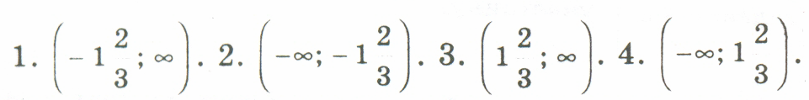 1. (-1 2/3; ∞). 2. (-∞; -1 2/3). 3. (1 2/3; ∞). 4. (-∞; 1 2/3).